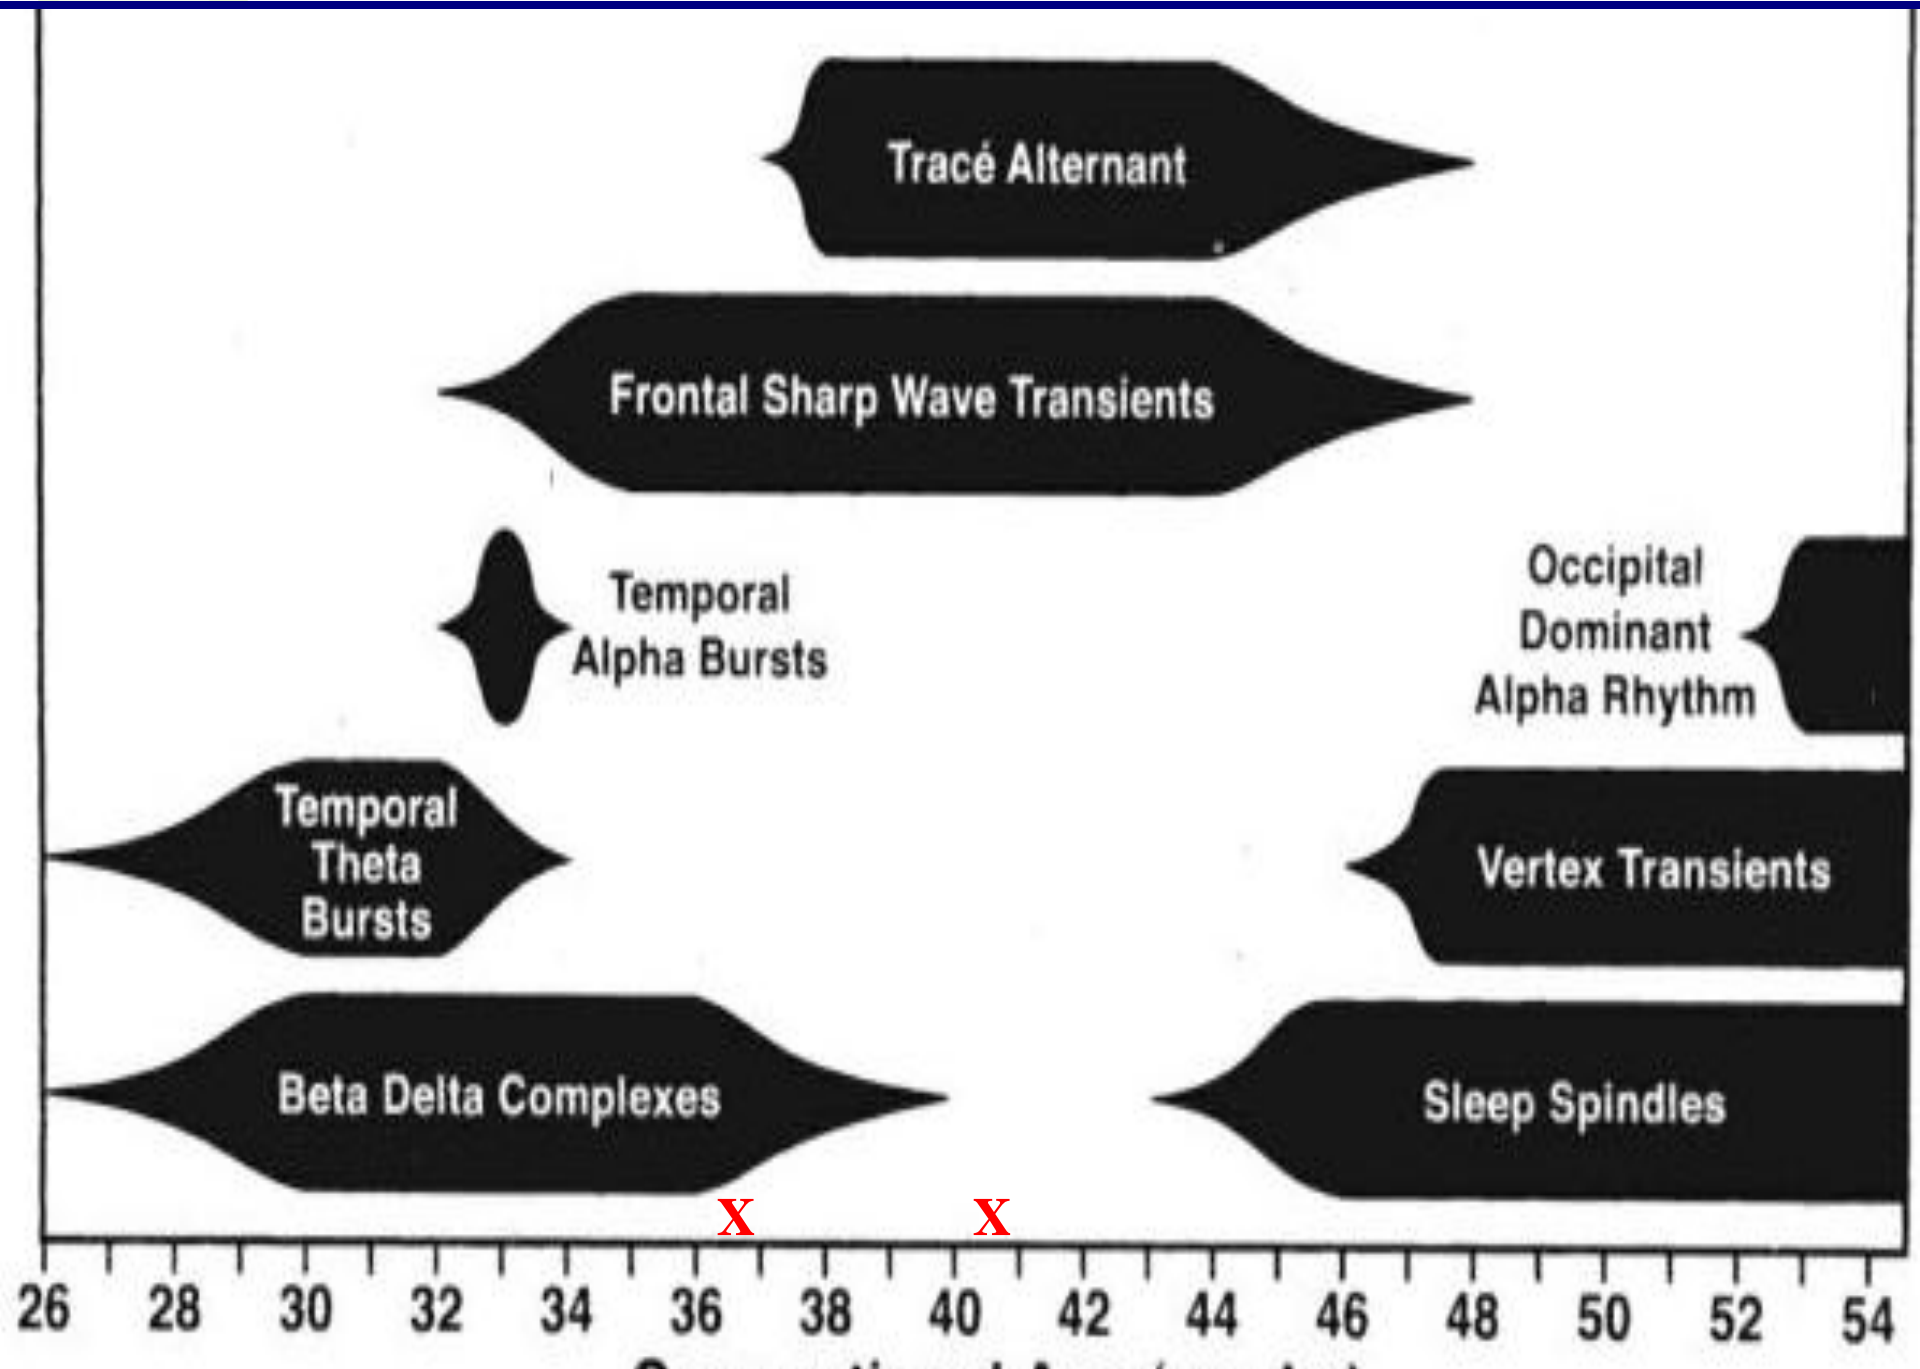 Tracé Alternant
Frontal Sharp Wave Transients
Temporal
Alpha Bursts
Occipital
Dominant
Alpha Rhythm
Temporal
Theta
Bursts
Vertex Transients
Beta Delta Complexes
Sleep Spindles
X X
26 28 30 32 34 36 38 40 42 44 46 48 50 52 54